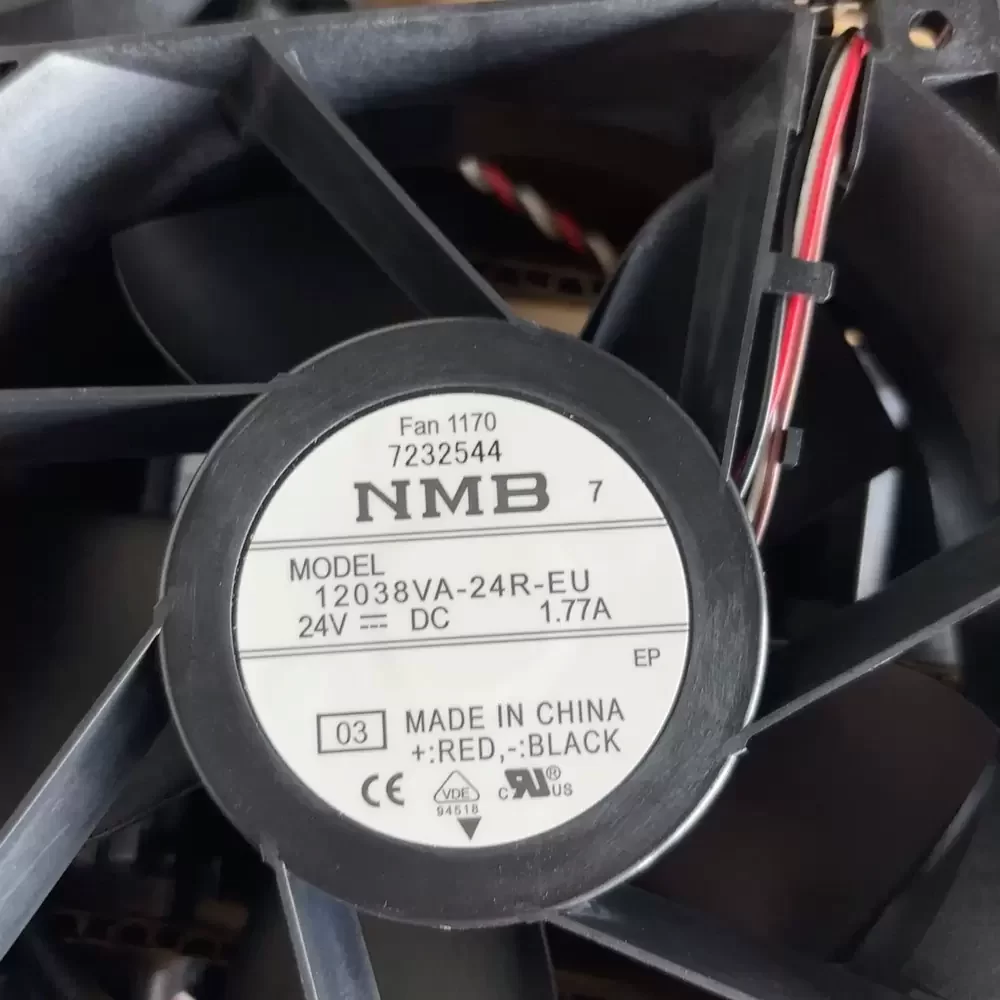 Fan 1170
7232544
NMB 7
MODEL
12038VA-24R-EU
24V ⎓ DC 1.77A
EP
03 MADE IN CHINA
+:RED,-:BLACK
CE VDE c RU ® US
94518